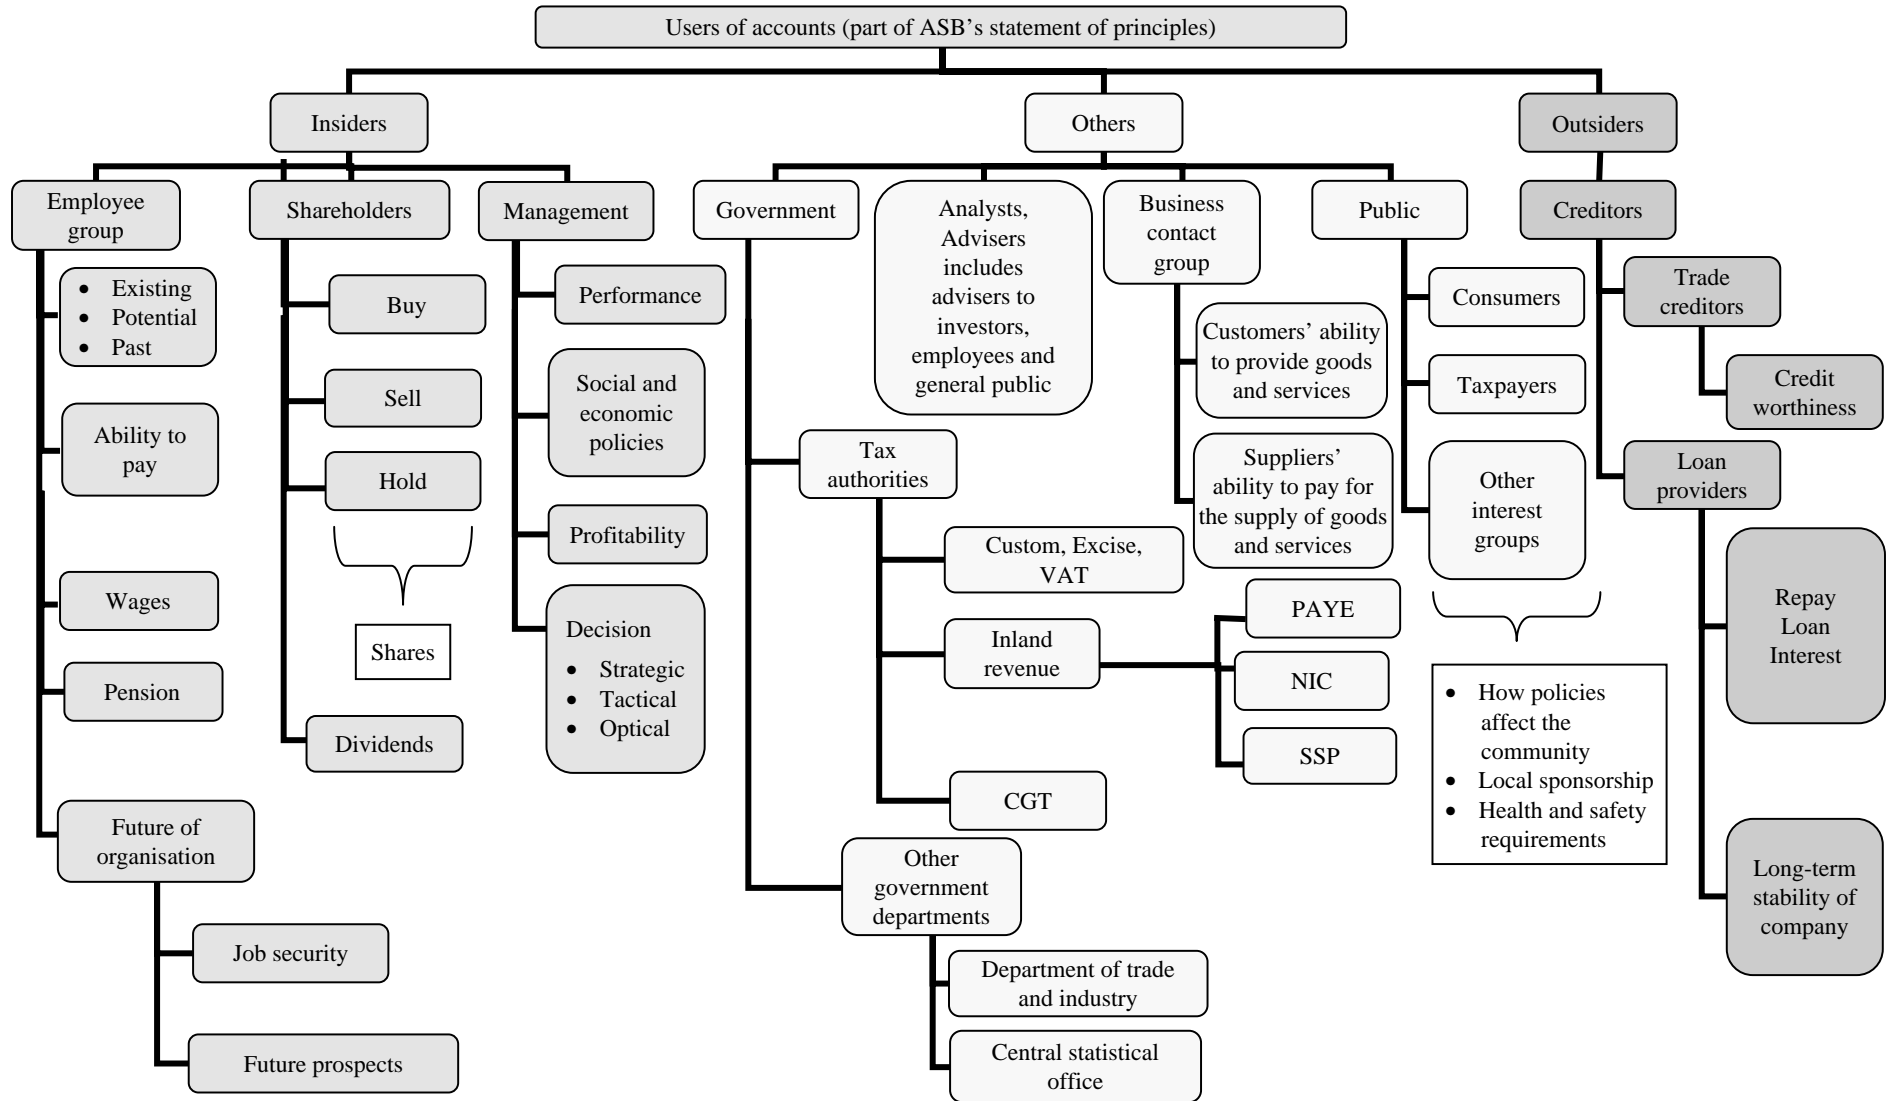 Users of accounts (part of ASB’s statement of principles)
Insiders
Others
Outsiders
Employee
group
Shareholders
Management
Government
Analysts,
Advisers
includes
advisers to
investors,
employees and
general public
Business
contact
group
Public
Creditors
• Existing
• Potential
• Past
Buy
Performance
Consumers
Trade
creditors
Customers’ ability
to provide goods
and services
Ability to
pay
Sell
Social and
economic
policies
Taxpayers
Credit
worthiness
Tax
authorities
Suppliers’
ability to pay for
the supply of goods
and services
Other
interest
groups
Loan
providers
Hold
Profitability
Custom, Excise,
VAT
Wages
Shares
Decision
• Strategic
• Tactical
• Optical
Inland
revenue
PAYE
NIC
SSP
Repay
Loan
Interest
Pension
Dividends
CGT
• How policies
affect the
community
• Local sponsorship
• Health and safety
requirements
Future of
organisation
Other
government
departments
Long-term
stability of
company
Job security
Department of trade
and industry
Future prospects
Central statistical
office